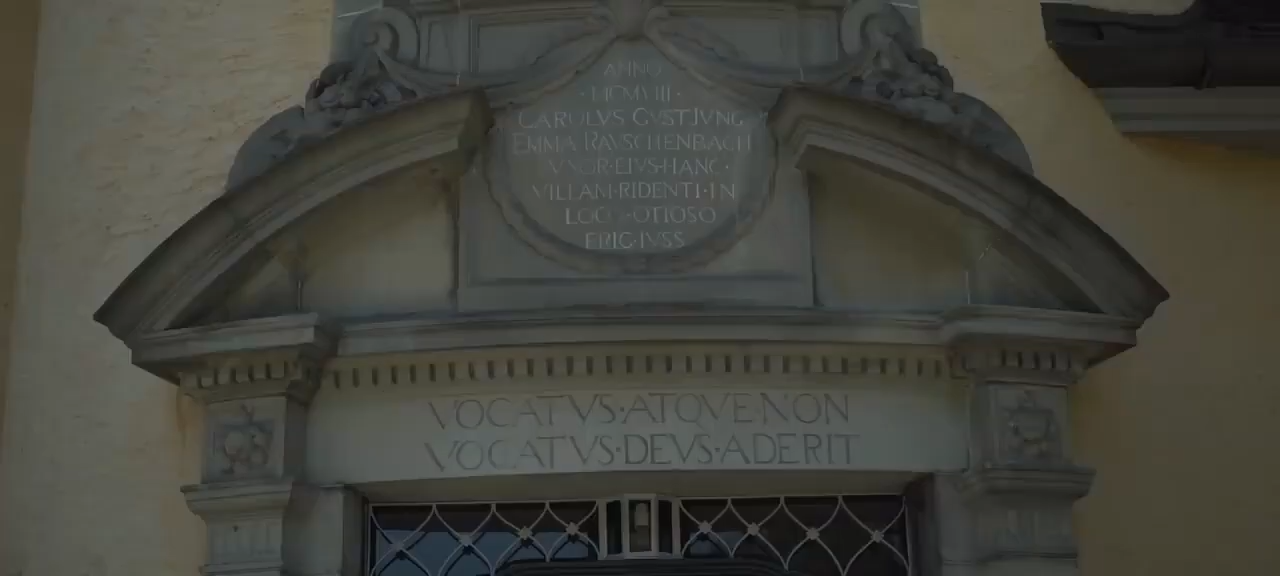 ANNO
·MCMVIII·
CAROLVS GVST.IVNG
EMMA RAVSCHENBACH
VXOR·EIVS·HANC·
VILLAM·RIDENTI·IN
LOCO·OTIOSO
ERIG·IVSS
VOCATVS·ATQVE·NON
VOCATVS·DEVS·ADERIT